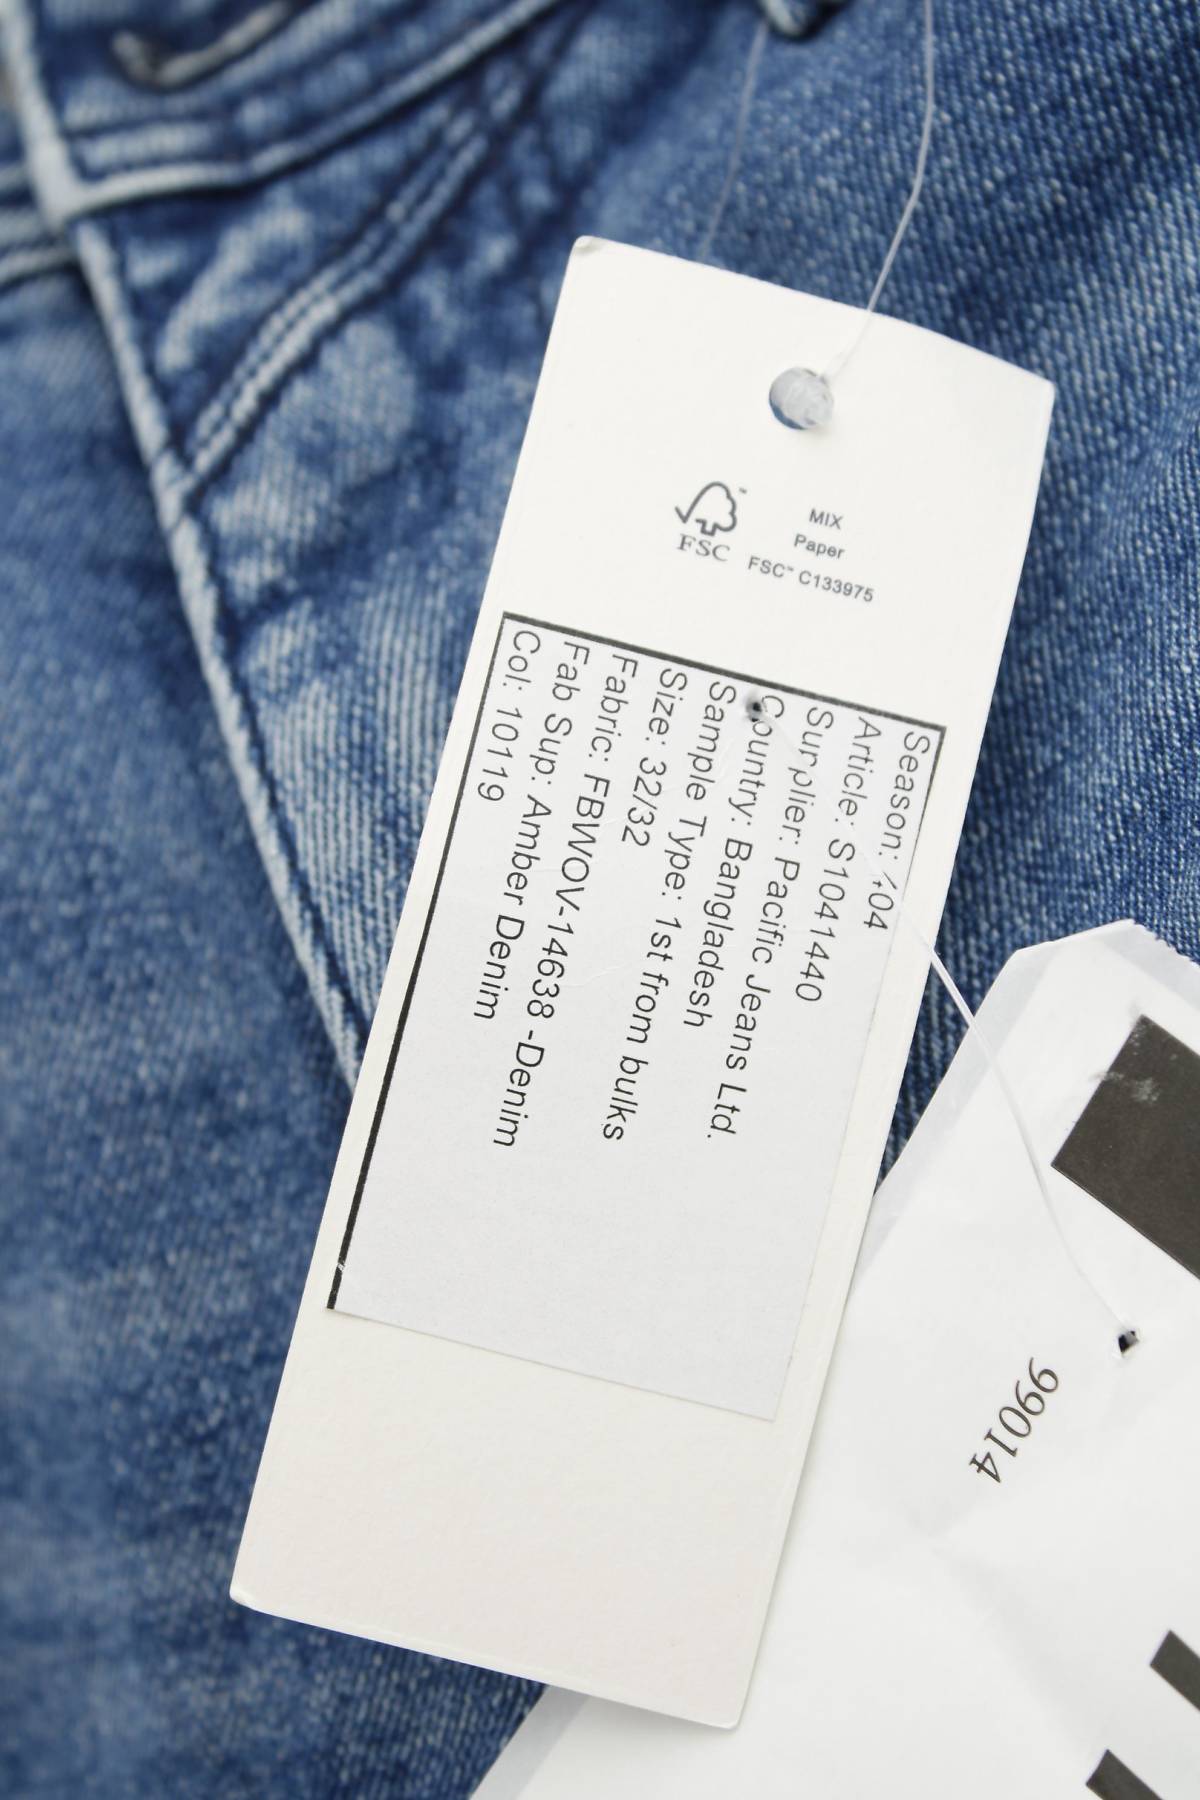 FSC
MIX
Paper
FSC™ C133975
Season:
Article: S1041440
Supplier: Pacific Jeans Ltd.
Country: Bangladesh
Sample Type: 1st from bulks
Size: 32/32
Fabric: FBWOV-14638 -Denim
Fab Sup: Amber Denim
Col: 10119
99014